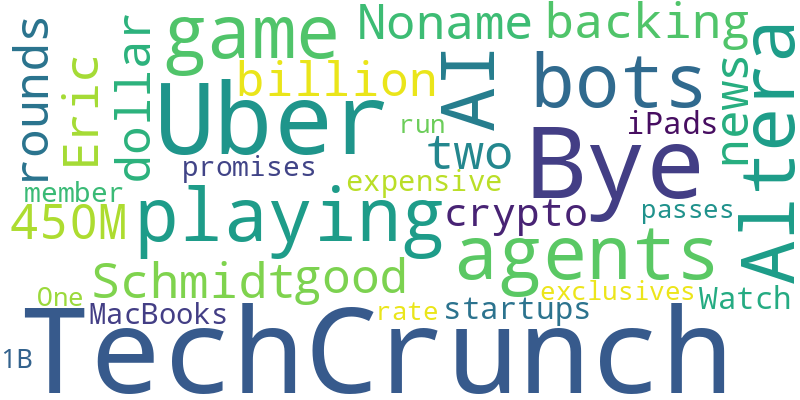 rounds
Eric
dollar
game
billion
Noname
backing
AI
bots
news
Altera
Uber
run
two
iPads
Bye
promises
member
expensive
crypto
passes
450M
playing
agents
Schmidt
good
One
MacBooks
rate
startups
exclusives
Watch
1B
TechCrunch